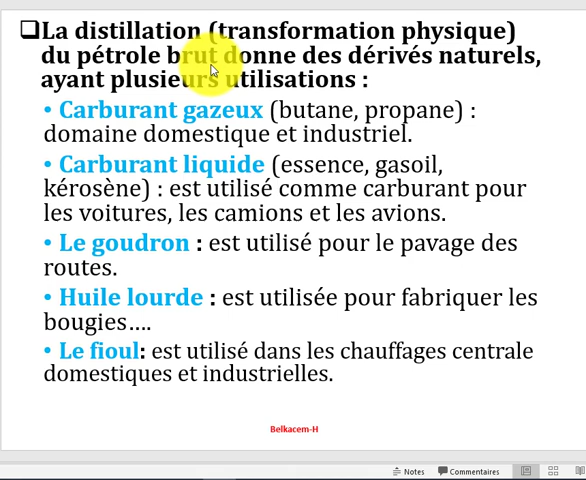 ❑La distillation (transformation physique)
du pétrole brut donne des dérivés naturels,
ayant plusieurs utilisations :
• Carburant gazeux (butane, propane) :
domaine domestique et industriel.
• Carburant liquide (essence, gasoil,
kérosène) : est utilisé comme carburant pour
les voitures, les camions et les avions.
• Le goudron : est utilisé pour le pavage des
routes.
• Huile lourde : est utilisée pour fabriquer les
bougies….
• Le fioul: est utilisé dans les chauffages centrale
domestiques et industrielles.
Belkacem-H
Notes Commentaires